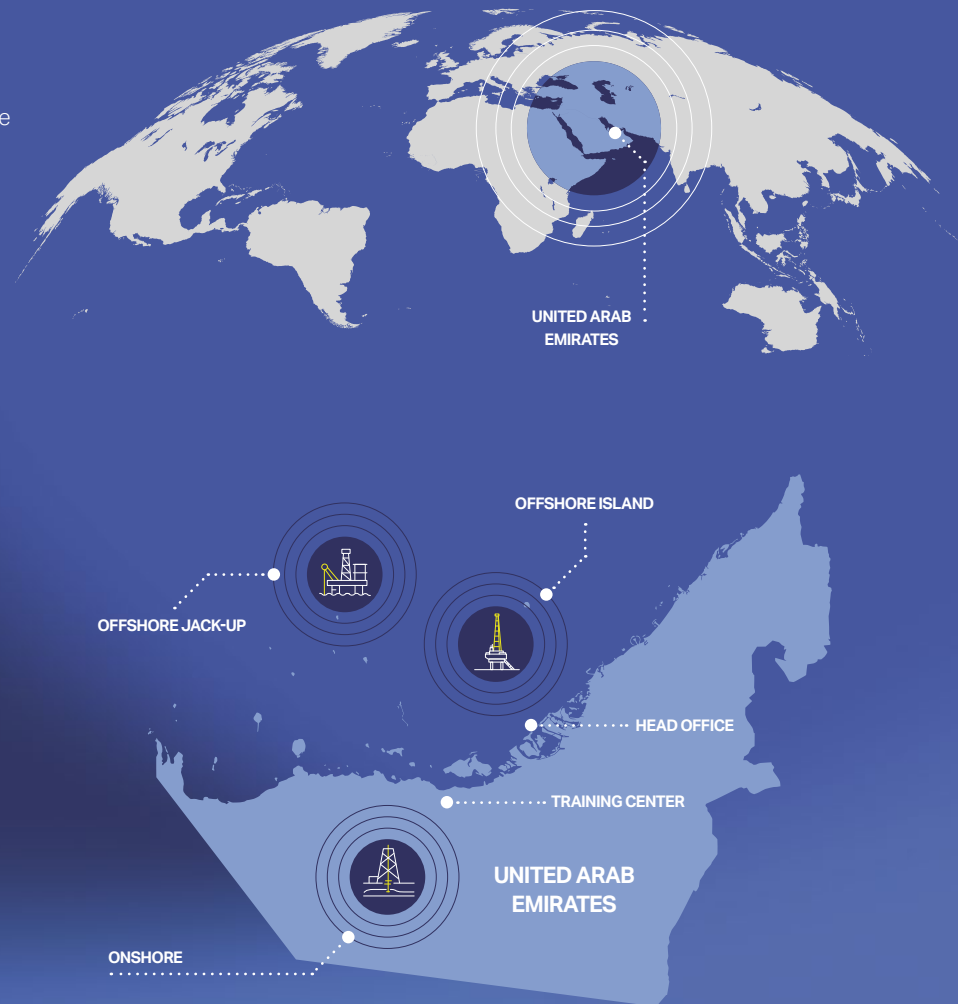 e
UNITED ARAB
EMIRATES
OFFSHORE ISLAND
OFFSHORE JACK-UP
HEAD OFFICE
TRAINING CENTER
UNITED ARAB
EMIRATES
ONSHORE